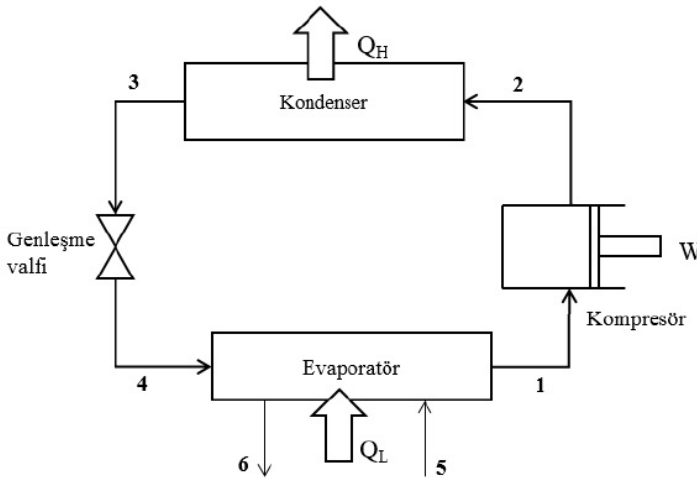 Q_H
3
2
Kondenser
Genleşme
valfi
W
Kompresör
Evaporatör
4
1
6
Q_L
5